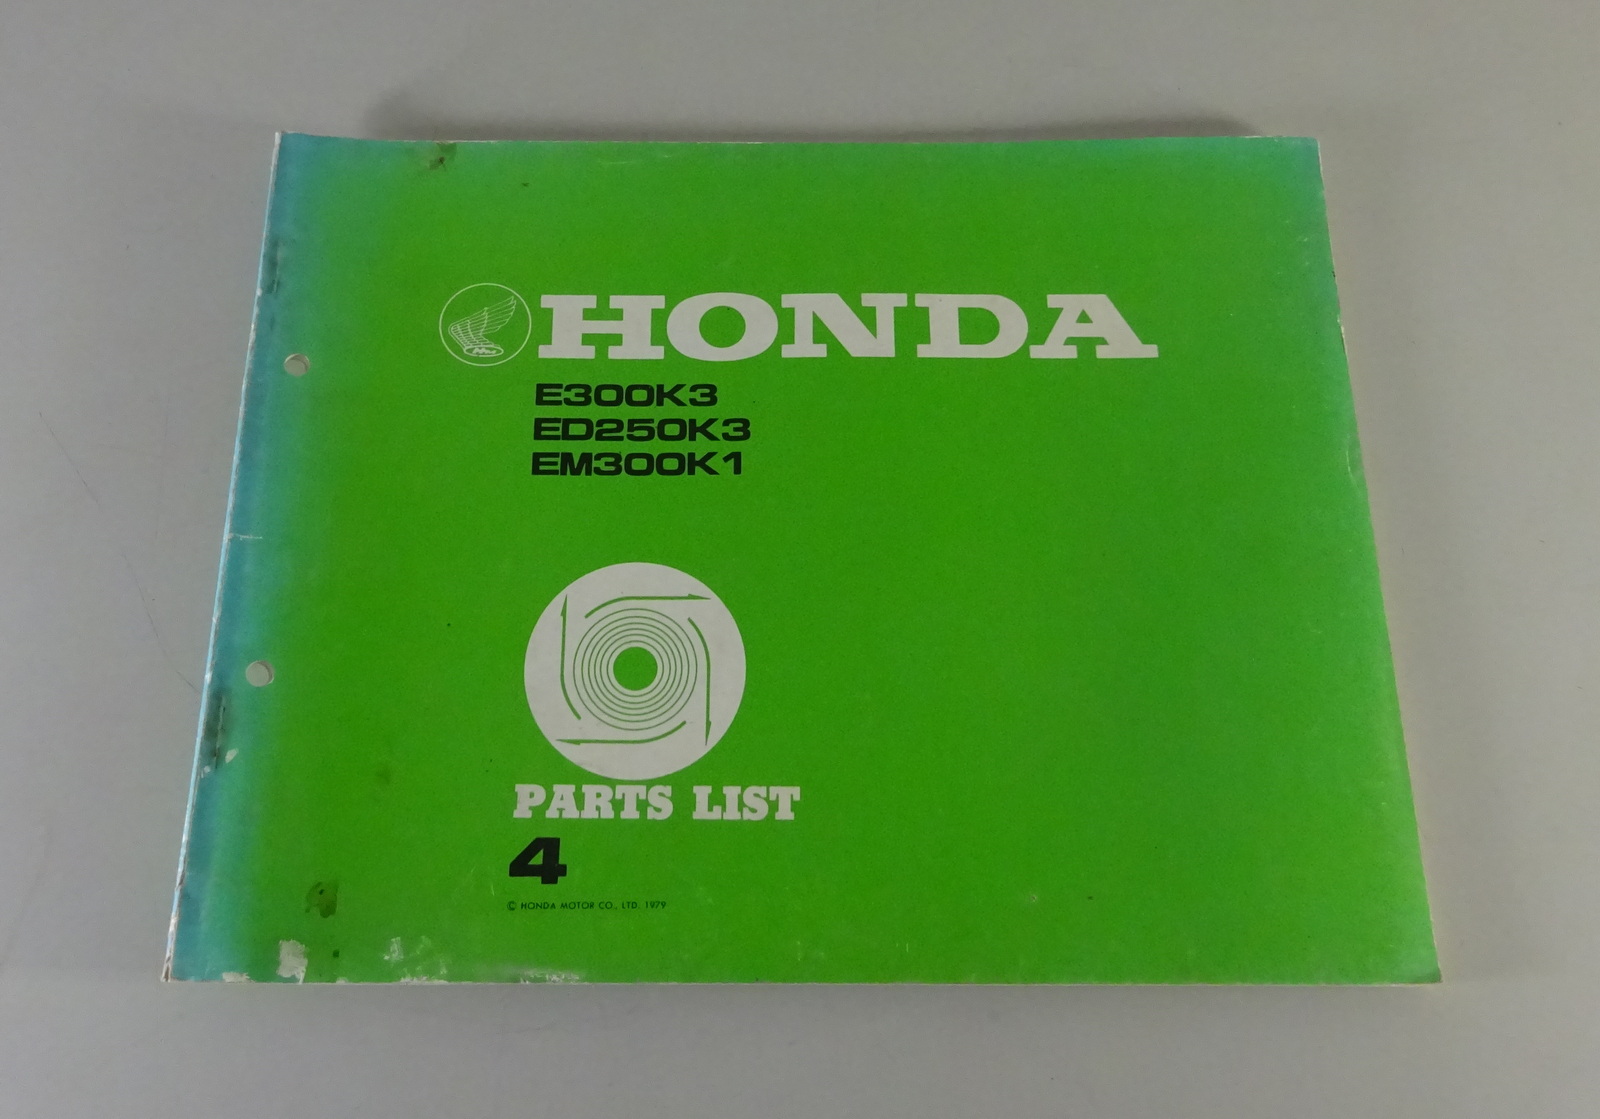 HONDA
E300K3
ED250K3
EM300K1
PARTS LIST
4
© HONDA MOTOR CO., LTD. 1979